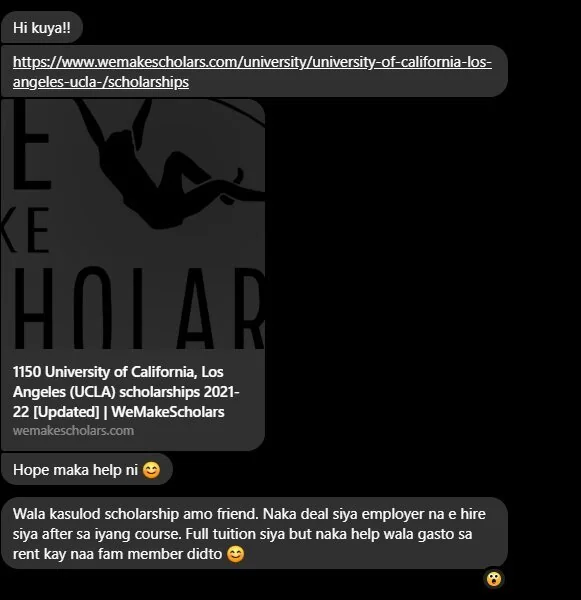 Hi kuya!!
https://www.wemakescholars.com/university/university-of-california-los-
angeles-ucla-/scholarships
E
KE
HOLAR
1150 University of California, Los
Angeles (UCLA) scholarships 2021-
22 [Updated] | WeMakeScholars
wemakescholars.com
Hope maka help ni 😊
Wala kasulod scholarship amo friend. Naka deal siya employer na e hire
siya after sa iyang course. Full tuition siya but naka help wala gasto sa
rent kay naa fam member didto 😊
😮